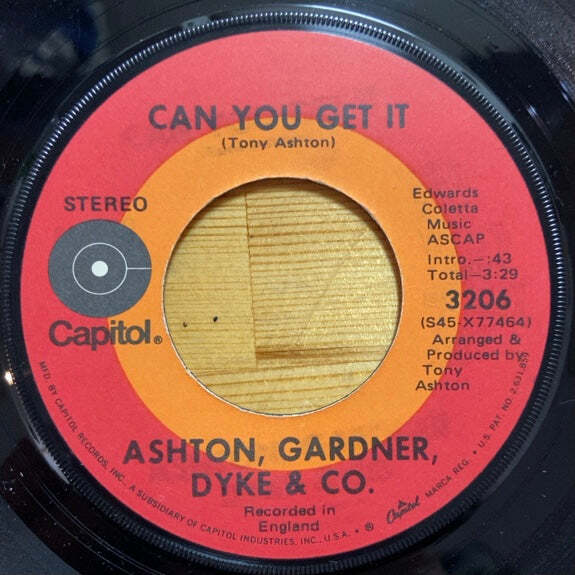 CAN YOU GET IT
(Tony Ashton)
STEREO
Capitol®
Edwards
Coletta
Music
ASCAP
Intro.—:43
Total—3:29
3206
(S45-X77464)
Arranged &
Produced by
Tony
Ashton
ASHTON, GARDNER,
DYKE & CO.
Recorded in
England
MFD. BY CAPITOL RECORDS, INC., A SUBSIDIARY OF CAPITOL INDUSTRIES, INC., U.S.A. • ® Capitol MARCA REG. • U.S. PAT. NO. 2,631,859